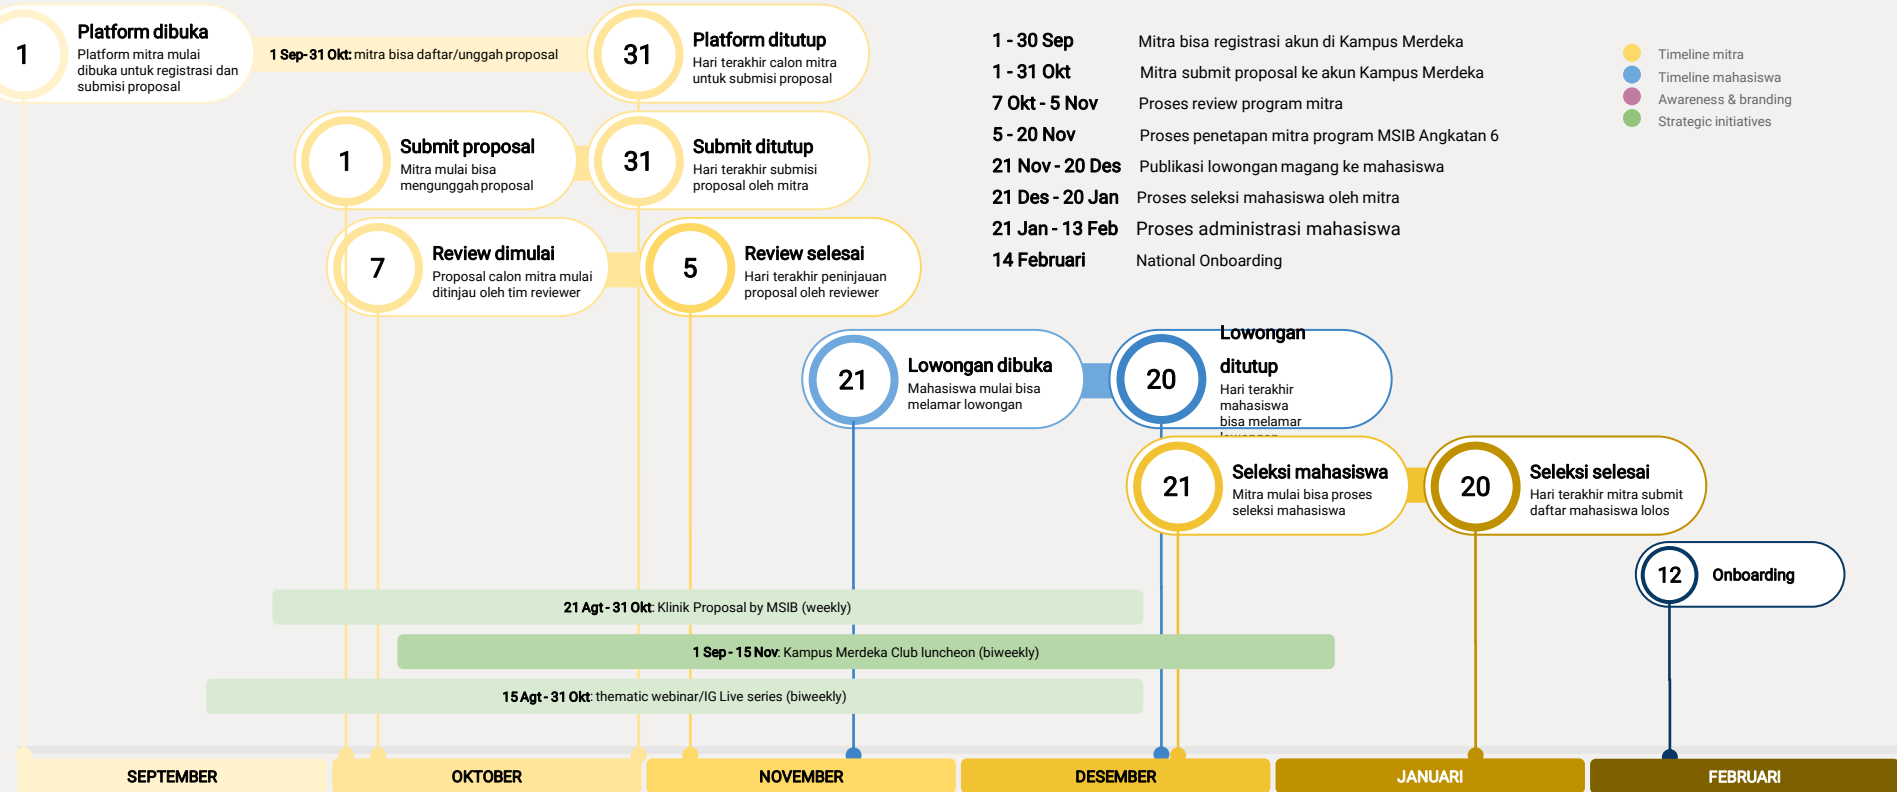 1
Platform dibuka
Platform mitra mulai
dibuka untuk registrasi dan
submisi proposal
1 Sep- 31 Okt: mitra bisa daftar/unggah proposal
31
Platform ditutup
Hari terakhir calon mitra
untuk submisi proposal
1
Submit proposal
Mitra mulai bisa
mengunggah proposal
31
Submit ditutup
Hari terakhir submisi
proposal oleh mitra
7
Review dimulai
Proposal calon mitra mulai
ditinjau oleh tim reviewer
5
Review selesai
Hari terakhir peninjauan
proposal oleh reviewer
1 - 30 Sep Mitra bisa registrasi akun di Kampus Merdeka
1 - 31 Okt Mitra submit proposal ke akun Kampus Merdeka
7 Okt - 5 Nov Proses review program mitra
5 - 20 Nov Proses penetapan mitra program MSIB Angkatan 6
21 Nov - 20 Des Publikasi lowongan magang ke mahasiswa
21 Des - 20 Jan Proses seleksi mahasiswa oleh mitra
21 Jan - 13 Feb Proses administrasi mahasiswa
14 Februari National Onboarding
Timeline mitra
Timeline mahasiswa
Awareness & branding
Strategic initiatives
21
Lowongan dibuka
Mahasiswa mulai bisa
melamar lowongan
20
Lowongan
ditutup
Hari terakhir
mahasiswa
bisa melamar
21
Seleksi mahasiswa
Mitra mulai bisa proses
seleksi mahasiswa
20
Seleksi selesai
Hari terakhir mitra submit
daftar mahasiswa lolos
12
Onboarding
21 Agt - 31 Okt: Klinik Proposal by MSIB (weekly)
1 Sep - 15 Nov: Kampus Merdeka Club luncheon (biweekly)
15 Agt - 31 Okt: thematic webinar/IG Live series (biweekly)
SEPTEMBER
OKTOBER
NOVEMBER
DESEMBER
JANUARI
FEBRUARI